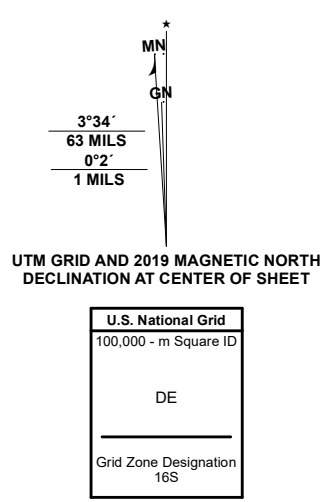 MN
GN
3°34´
63 MILS
0°2´
1 MILS
UTM GRID AND 2019 MAGNETIC NORTH
DECLINATION AT CENTER OF SHEET
U.S. National Grid
100,000 - m Square ID
DE
Grid Zone Designation
16S